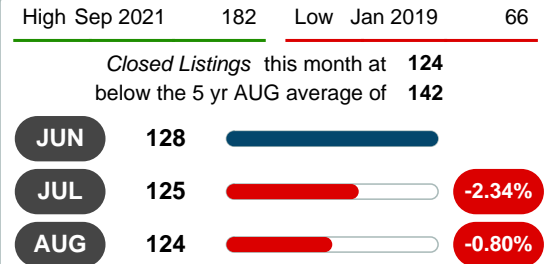 High Sep 2021 182 Low Jan 2019 66
Closed Listings this month at 124
below the 5 yr AUG average of 142
JUN 128
JUL 125 -2.34%
AUG 124 -0.80%